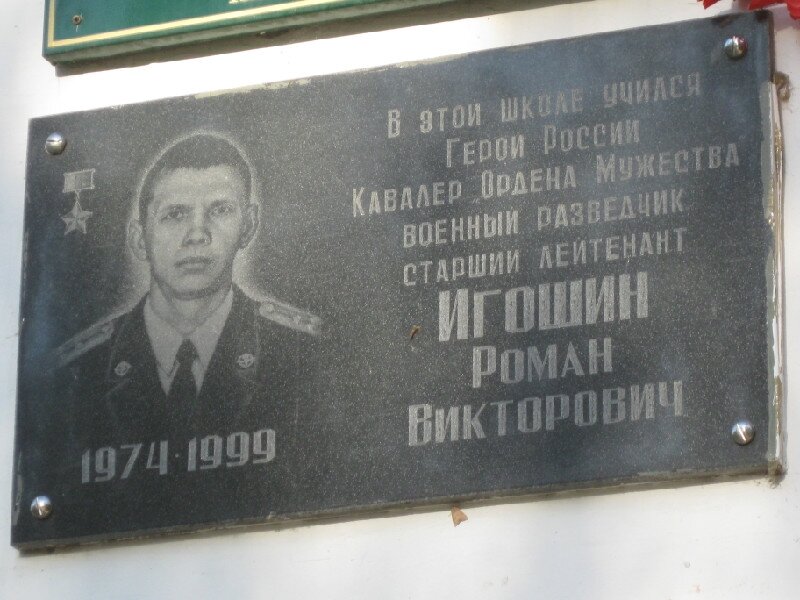 В этой школе учился
Герой России
Кавалер Ордена Мужества
военный разведчик
старший лейтенант
Игошин
Роман
Викторович
1974-1999